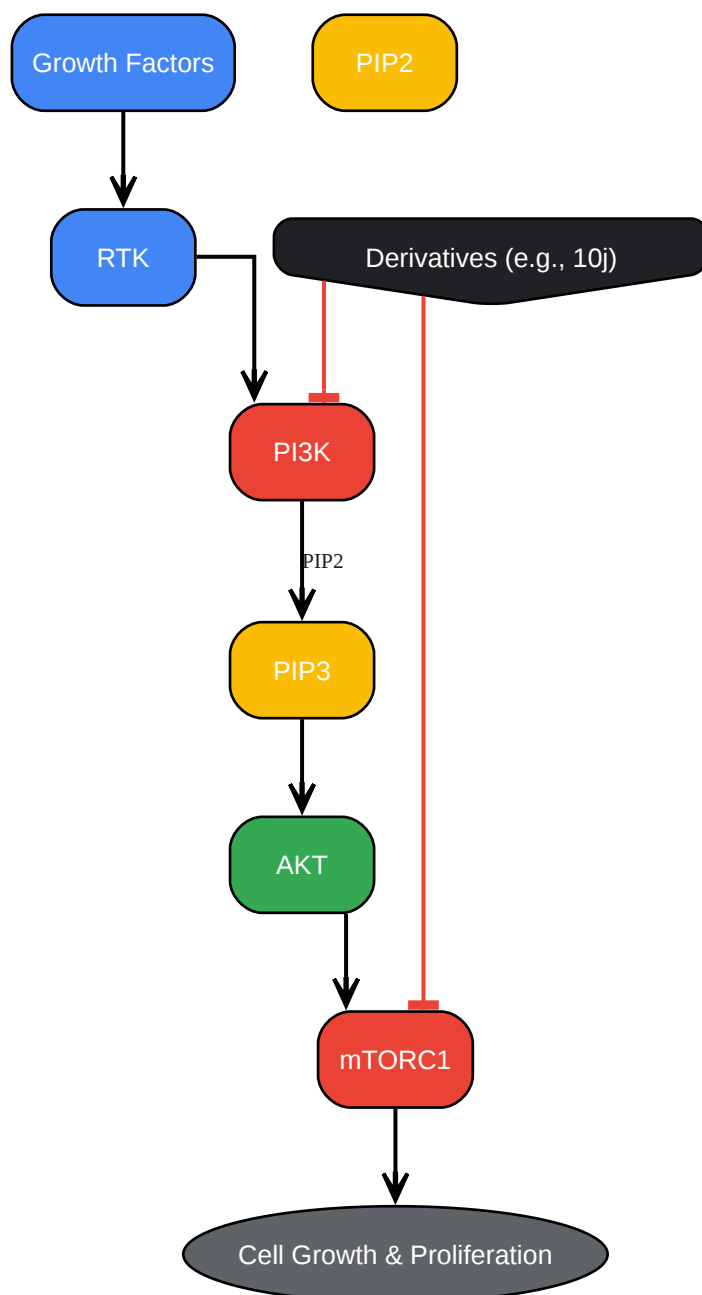 Growth Factors
PIP2
RTK
Derivatives (e.g., 10j)
PI3K
PIP2
PIP3
AKT
mTORC1
Cell Growth & Proliferation